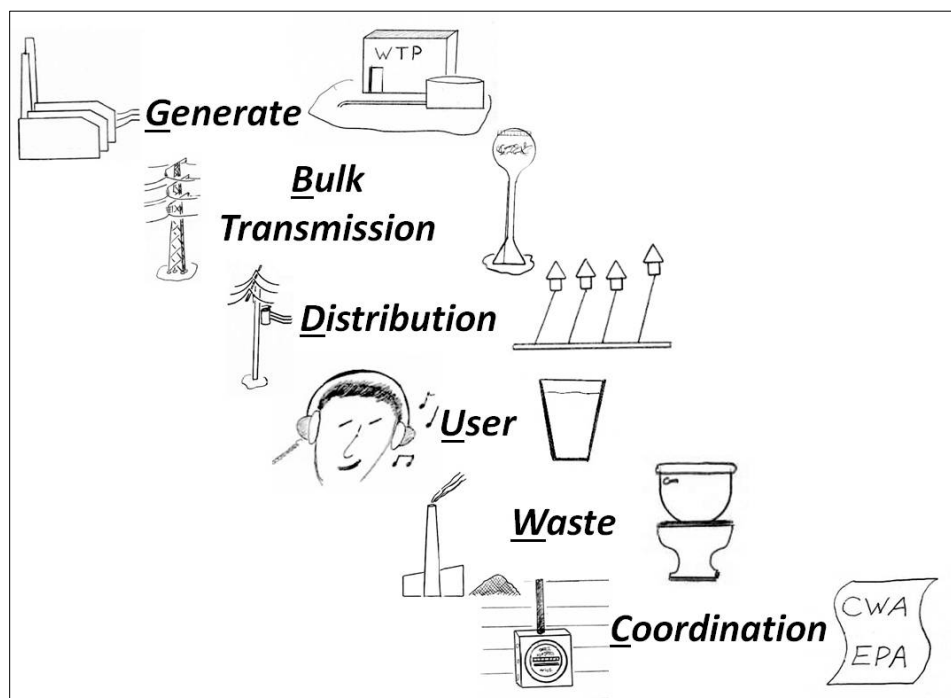 WTP
Generate
Bulk
Transmission
Distribution
User
Waste
Coordination
CWA
EPA